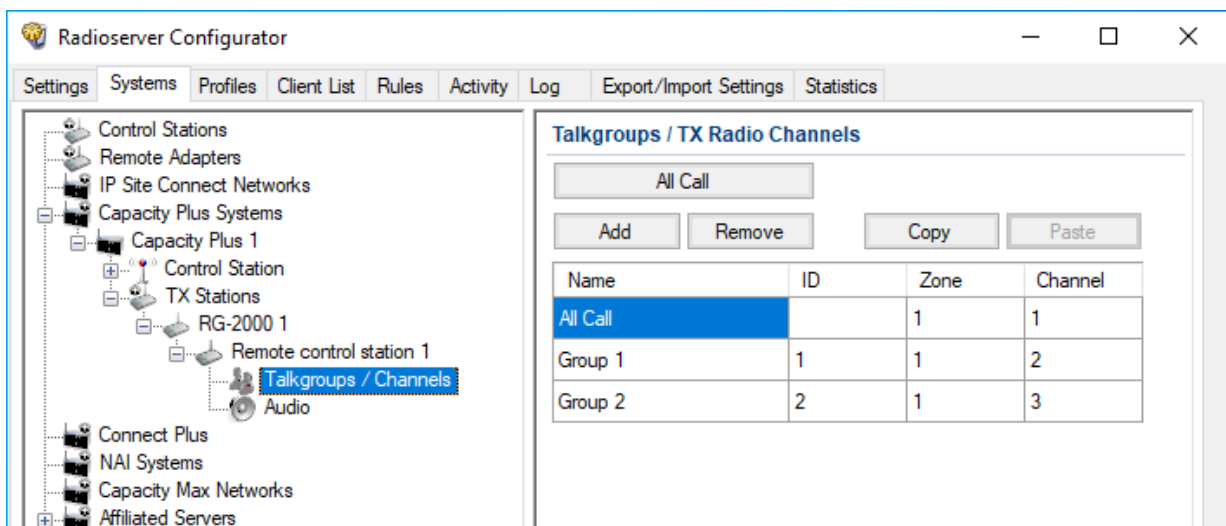 Radioserver Configurator
Settings Systems Profiles Client List Rules Activity Log Export/Import Settings Statistics
Control Stations
Remote Adapters
IP Site Connect Networks
Capacity Plus Systems
Capacity Plus 1
Control Station
TX Stations
RG-2000 1
Remote control station 1
Talkgroups / Channels
Audio
Connect Plus
NAI Systems
Capacity Max Networks
Affiliated Servers
Talkgroups / TX Radio Channels
All Call
Add Remove Copy Paste
Name ID Zone Channel
All Call 1 1
Group 1 1 1 2
Group 2 2 1 3